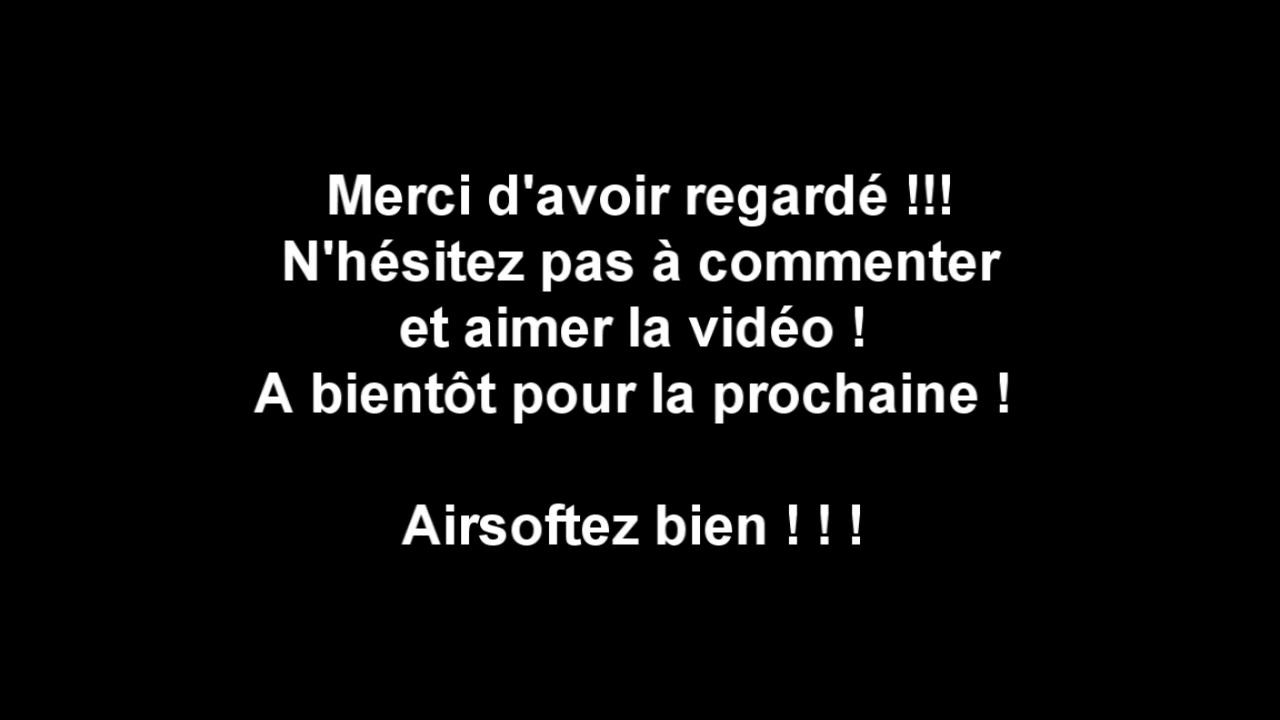 Merci d'avoir regardé !!!
N'hésitez pas à commenter
et aimer la vidéo !
A bientôt pour la prochaine !
Airsoftez bien ! ! !